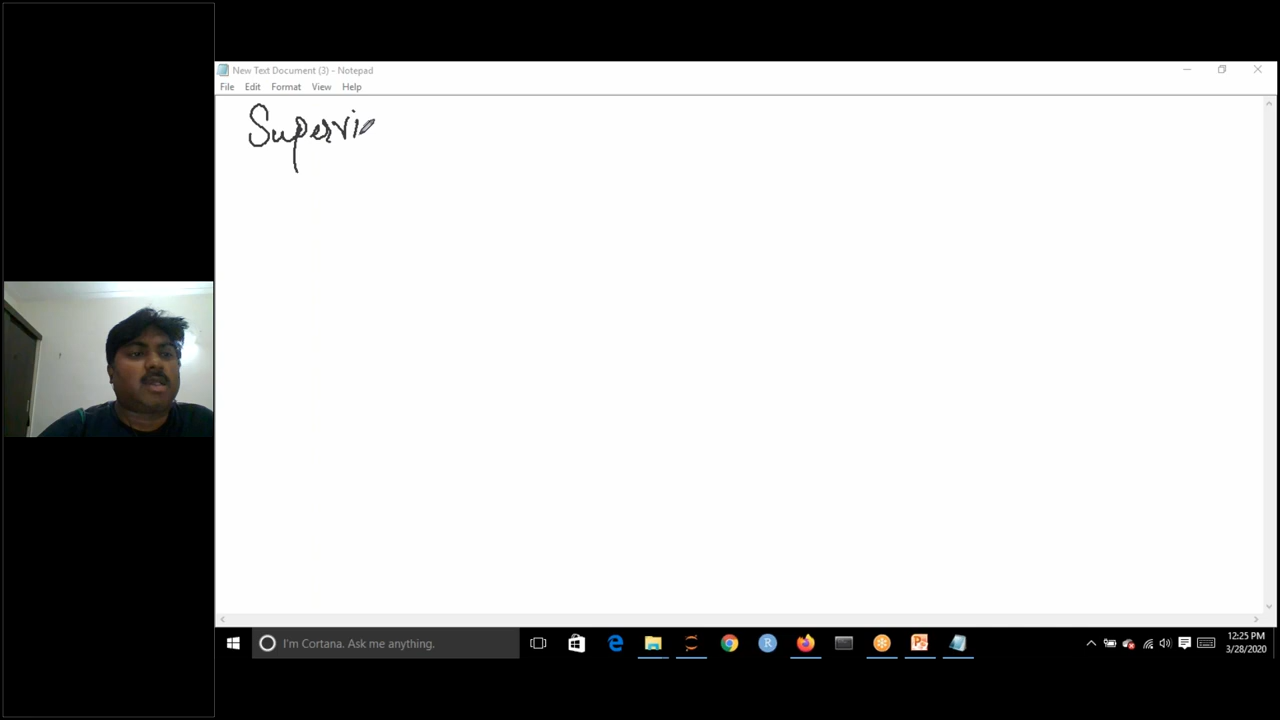 New Text Document (3) - Notepad
File Edit Format View Help
Supervi
I'm Cortana. Ask me anything.
12:25 PM
3/28/2020